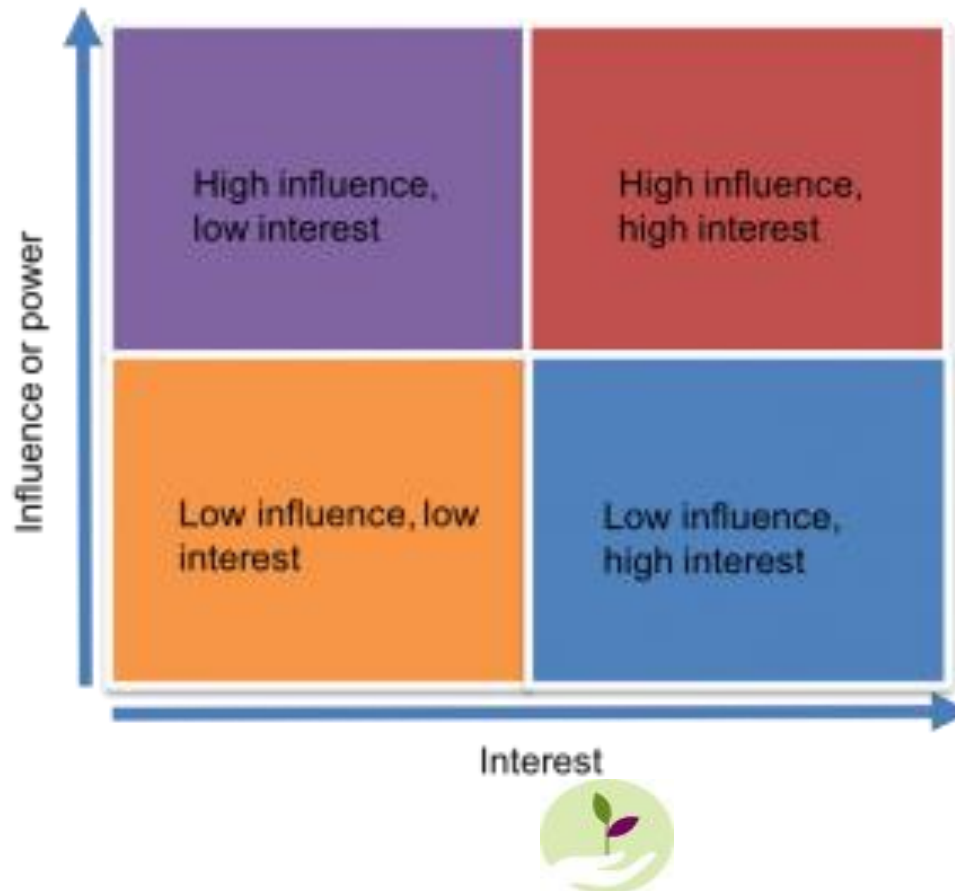 High influence,
low interest
High influence,
high interest
Influence or power
Low influence, low
interest
Low influence,
high interest
Interest